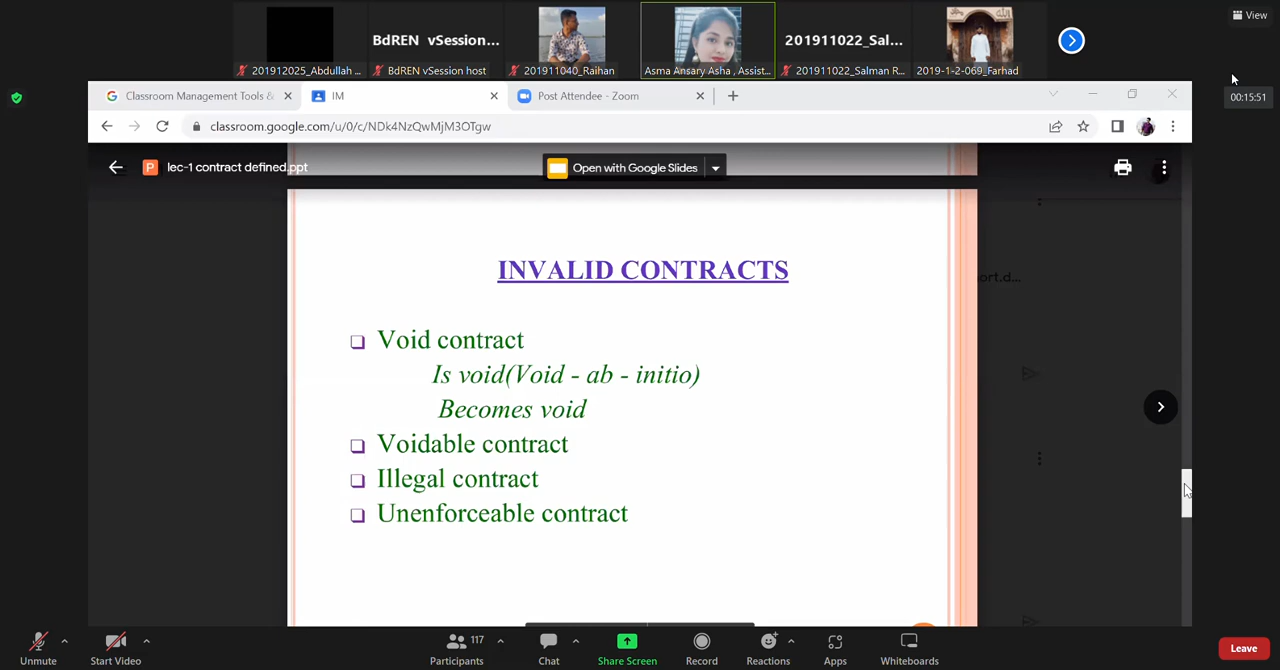 View
BdREN vSession...
201911022_Sal...
201912025_Abdullah ...
BdREN vSession host
201911040_Raihan
Asma Ansary Asha , Assist...
201911022_Salman R...
2019-1-2-069_Farhad
00:15:51
Classroom Management Tools &
IM
Post Attendee - Zoom
classroom.google.com/u/0/c/NDk4NzQwMjM3OTgw
P
lec-1 contract defined.ppt
Open with Google Slides
ort.d...
INVALID CONTRACTS
Void contract
Is void(Void - ab - initio)
Becomes void
Voidable contract
Illegal contract
Unenforceable contract
Unmute
Start Video
117
Participants
Chat
Share Screen
Record
Reactions
Apps
Whiteboards
Leave